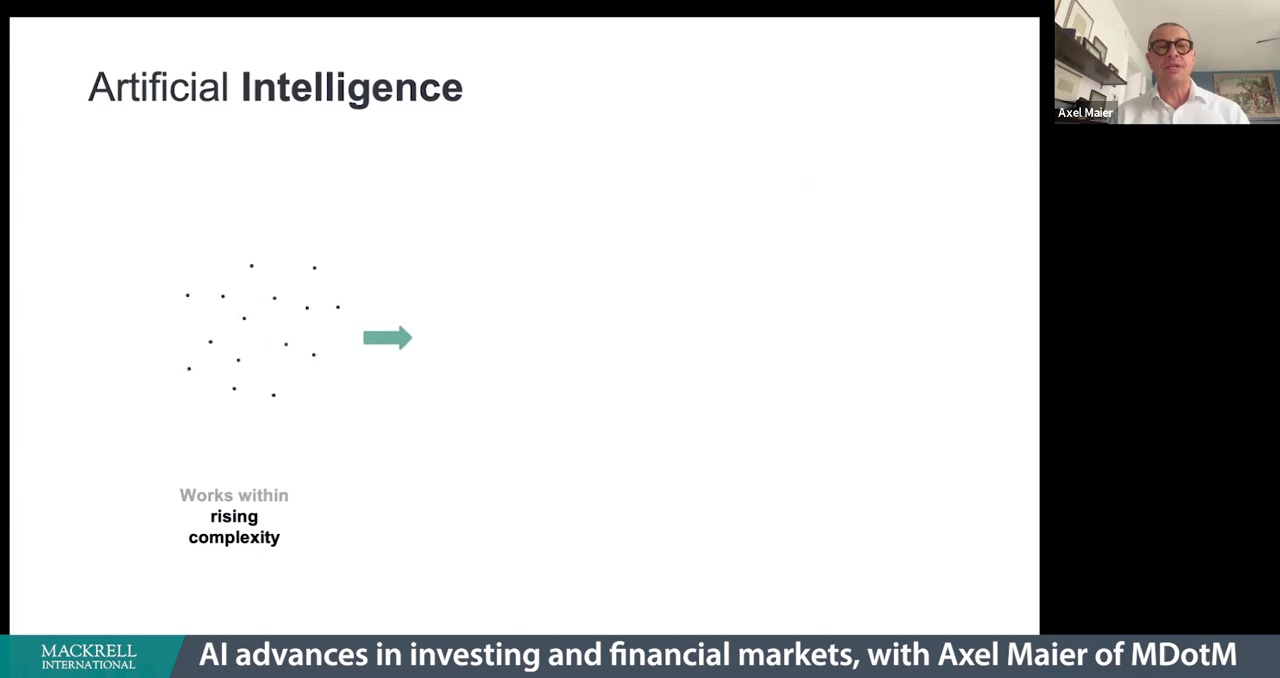 Artificial Intelligence
Axel Maier
Works within
rising
complexity
MACKRELL
INTERNATIONAL
AI advances in investing and financial markets, with Axel Maier of MDotM